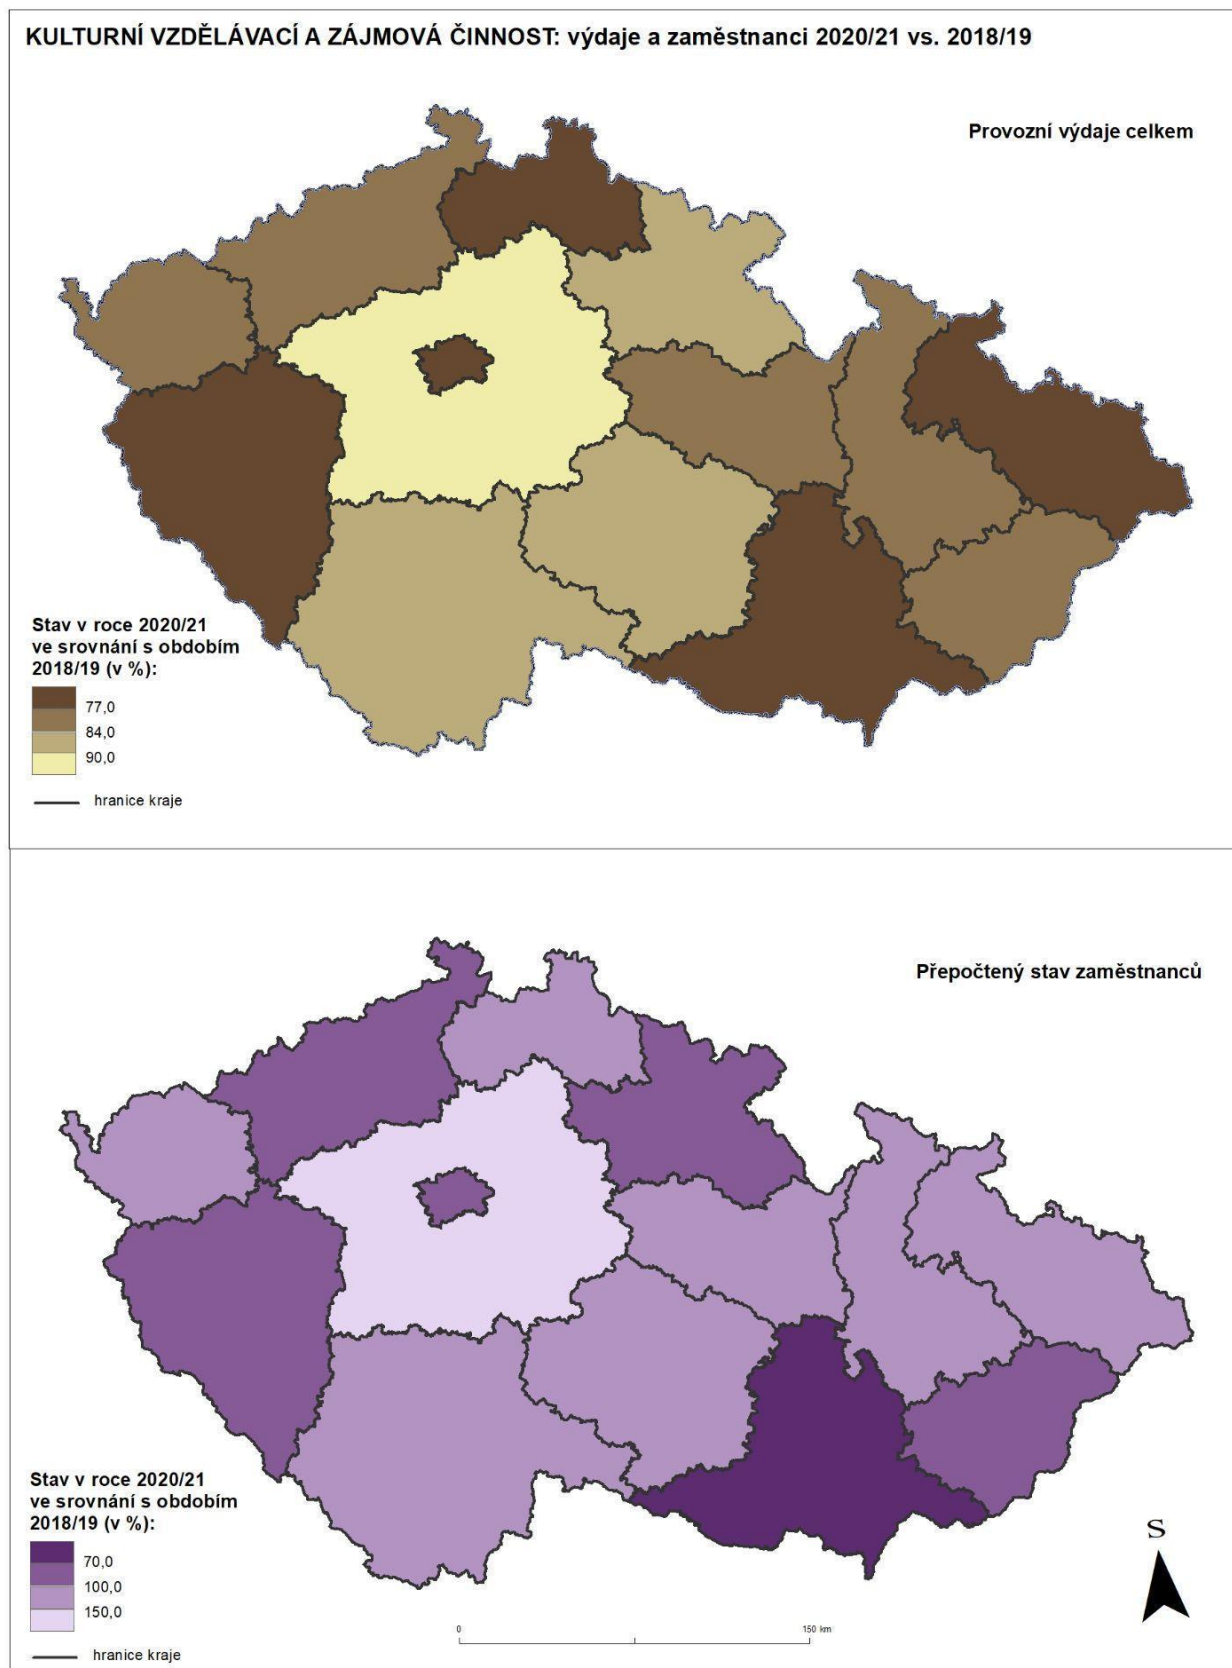 KULTURNÍ VZDĚLÁVACÍ A ZÁJMOVÁ ČINNOST: výdaje a zaměstnanci 2020/21 vs. 2018/19
Provozní výdaje celkem
Stav v roce 2020/21
ve srovnání s obdobím
2018/19 (v %):
77,0
84,0
90,0
hranice kraje
Přepočtený stav zaměstnanců
Stav v roce 2020/21
ve srovnání s obdobím
2018/19 (v %):
70,0
100,0
150,0
hranice kraje
0
150 km
S